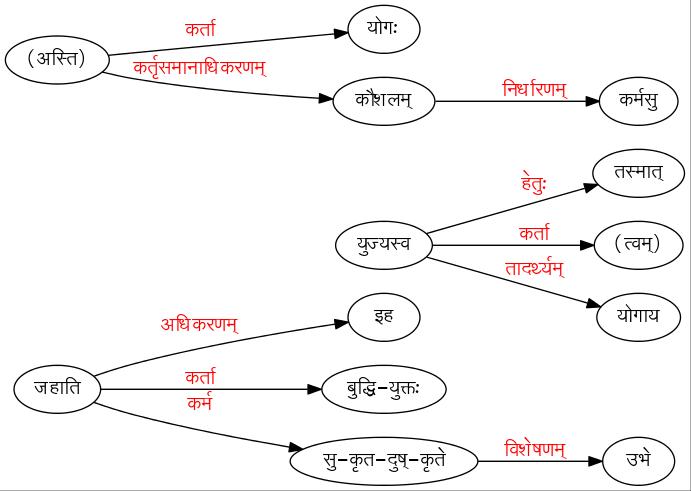 कर्ता
योगः
(अस्ति)
कर्तृसमानाधिकरणम्
कौशलम्
निर्धारणम्
कर्मसु
तस्मात्
हेतुः
युज्यस्व
कर्ता
(त्वम्)
तादर्थ्यम्
योगाय
इह
अधिकरणम्
जहाति
कर्ता
बुद्धि-युक्तः
कर्म
सु-कृत-दुष्-कृते
विशेषणम्
उभे